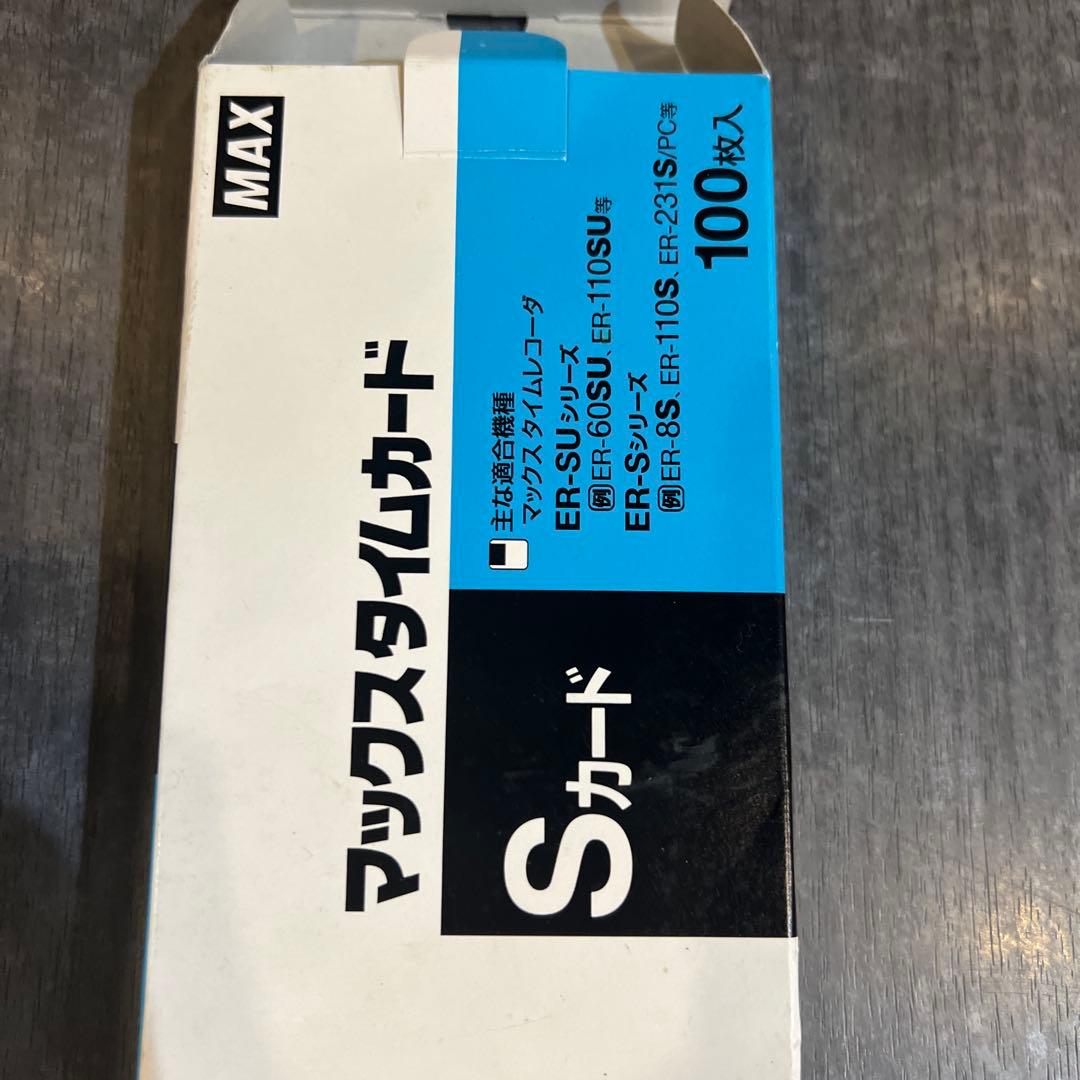 MAX
マックスタイムカード
Sカード
主な適合機種
マックスタイムレコーダ
ER-SUシリーズ
例ER-60SU、ER-110SU等
ER-Sシリーズ
例ER-8S、ER-110S、ER-231S/PC等
100枚入